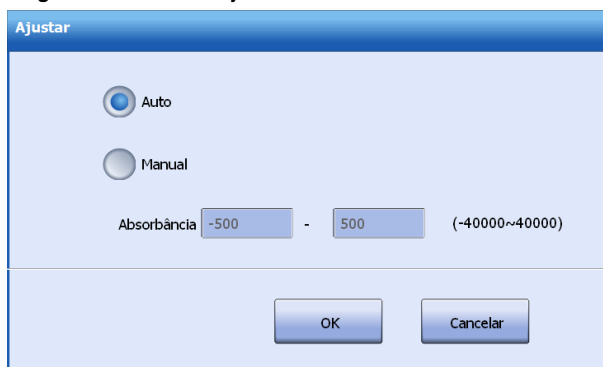 Ajustar
Auto
Manual
Absorbância -500 - 500 (-40000~40000)
OK Cancelar